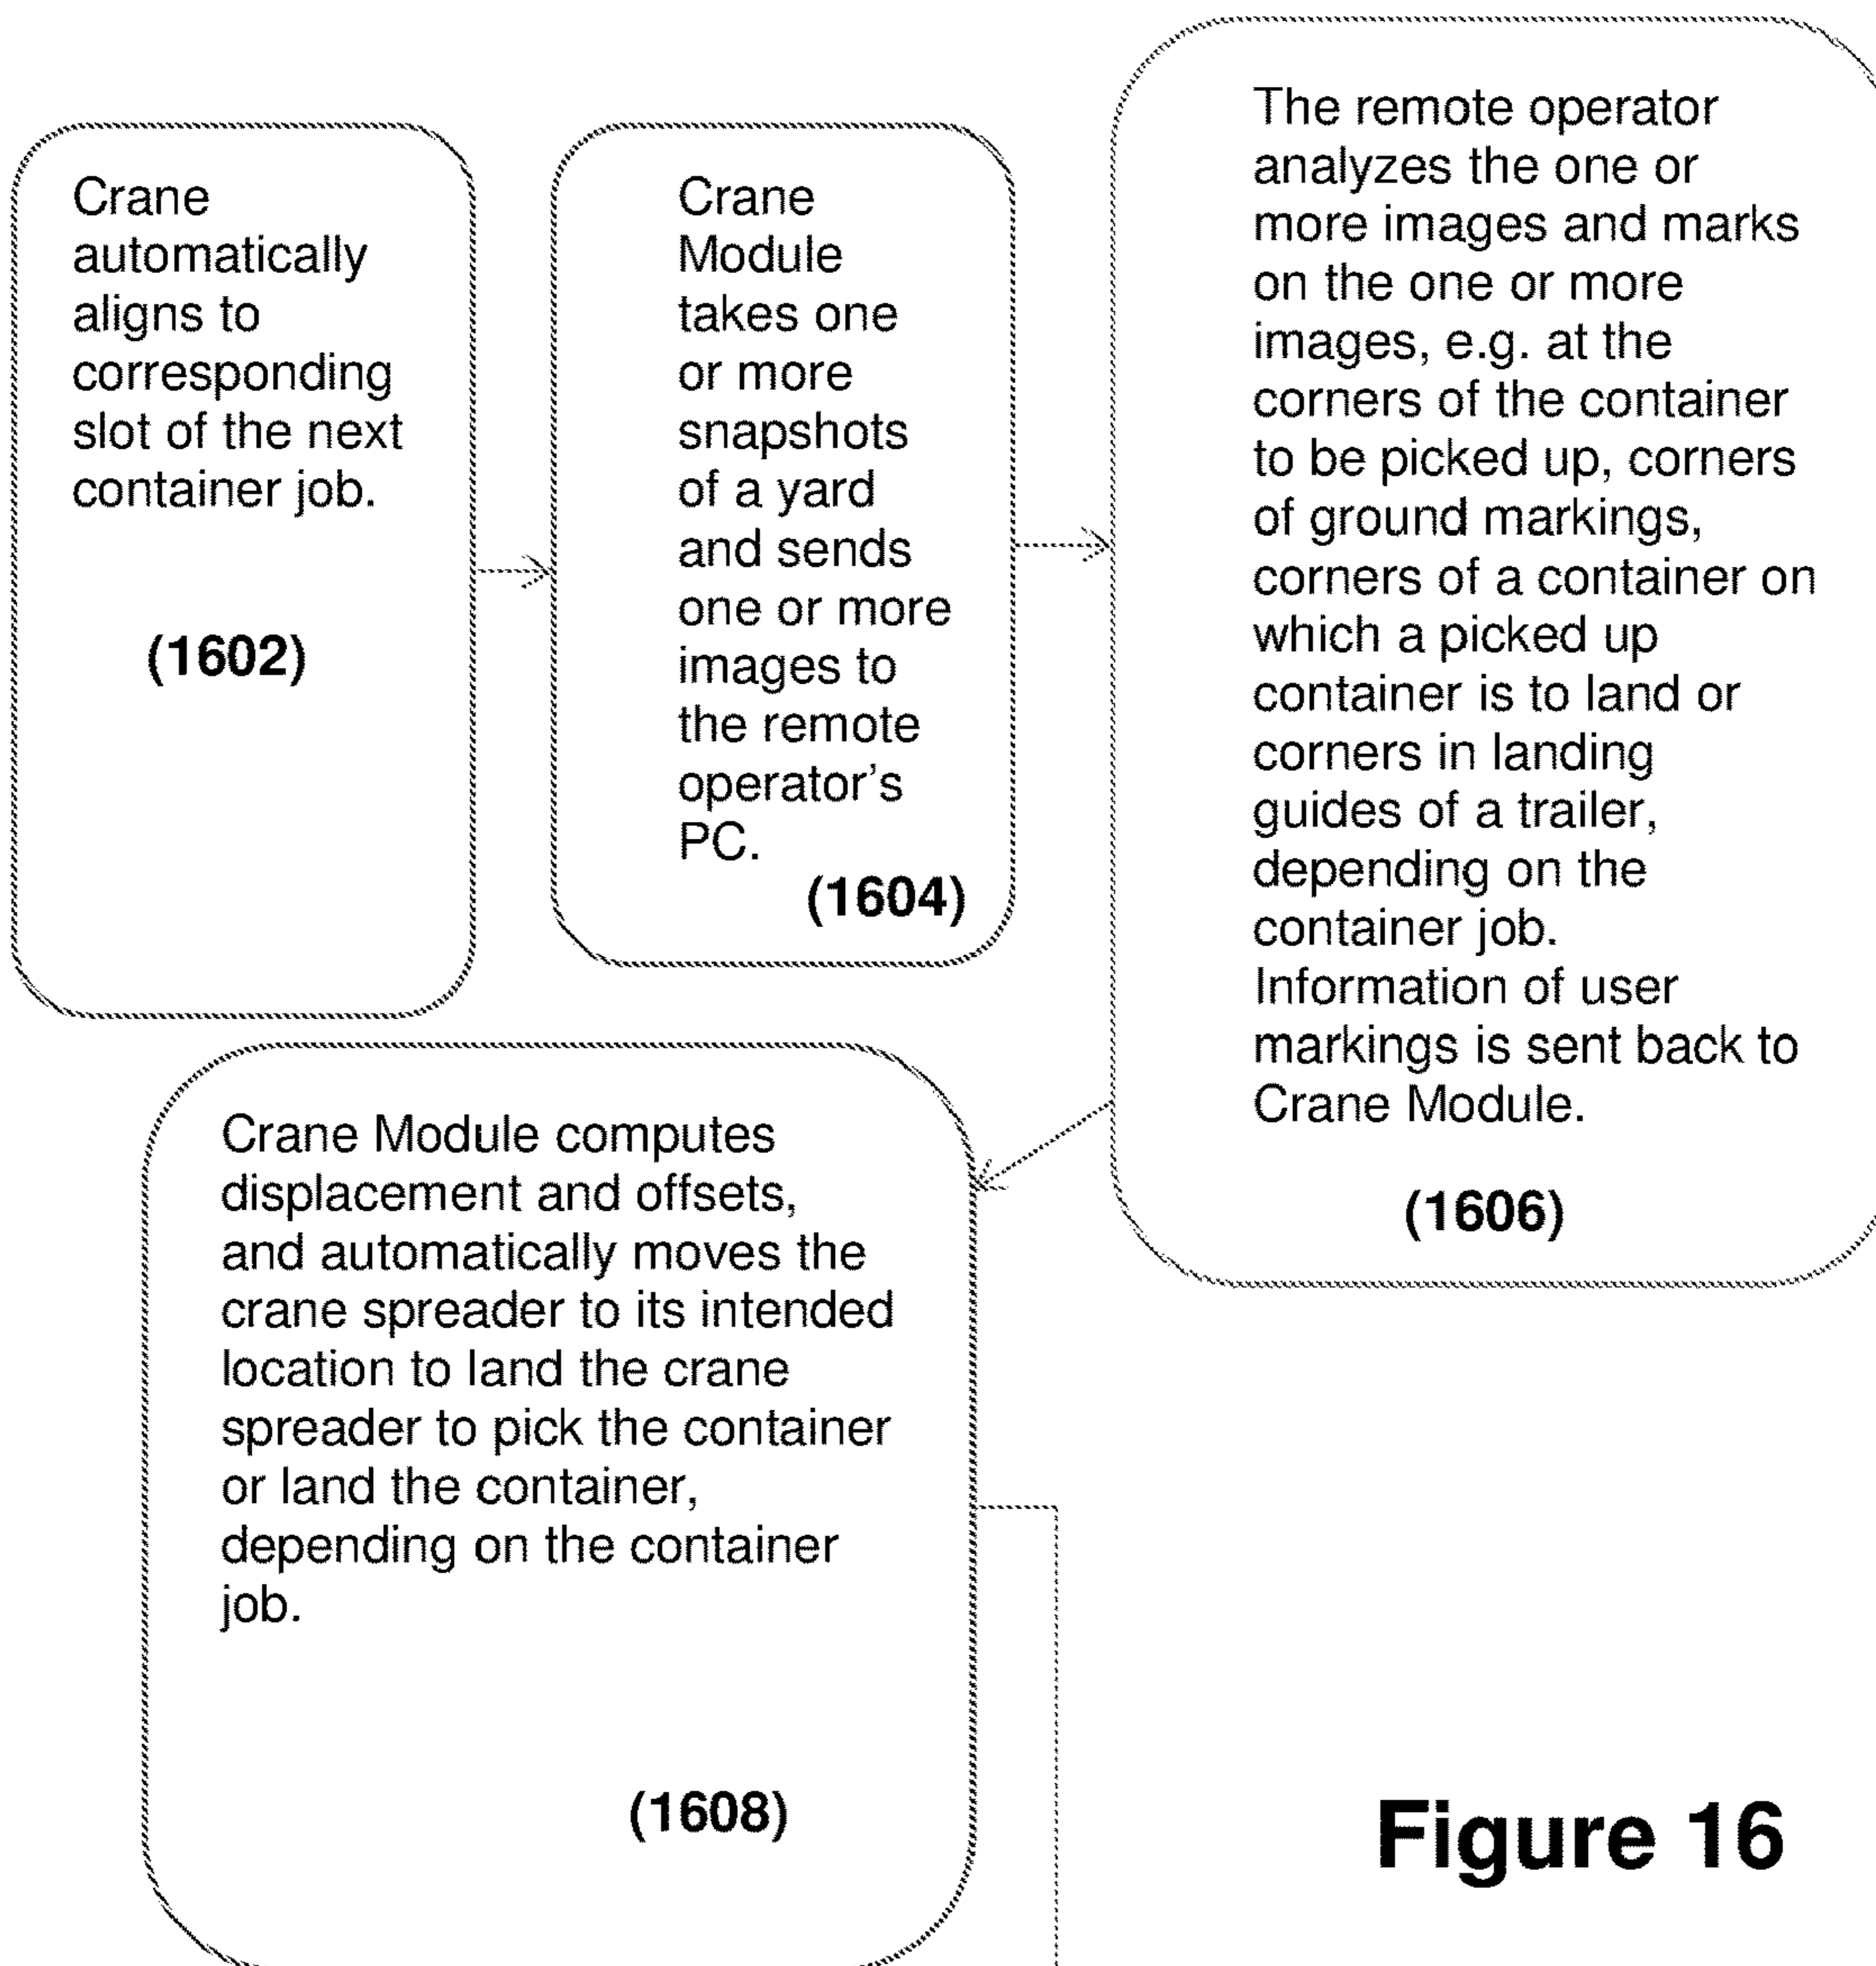 Crane
automatically
aligns to
corresponding
slot of the next
container job.
(1602)
Crane
Module
takes one
or more
snapshots
of a yard
and sends
one or more
images to
the remote
operator's
PC.
(1604)
The remote operator
analyzes the one or
more images and marks
on the one or more
images, e.g. at the
corners of the container
to be picked up, corners
of ground markings,
corners of a container on
which a picked up
container is to land or
corners in landing
guides of a trailer,
depending on the
container job.
Information of user
markings is sent back to
Crane Module.
(1606)
Crane Module computes
displacement and offsets,
and automatically moves the
crane spreader to its intended
location to land the crane
spreader to pick the container
or land the container,
depending on the container
job.
(1608)
Figure 16